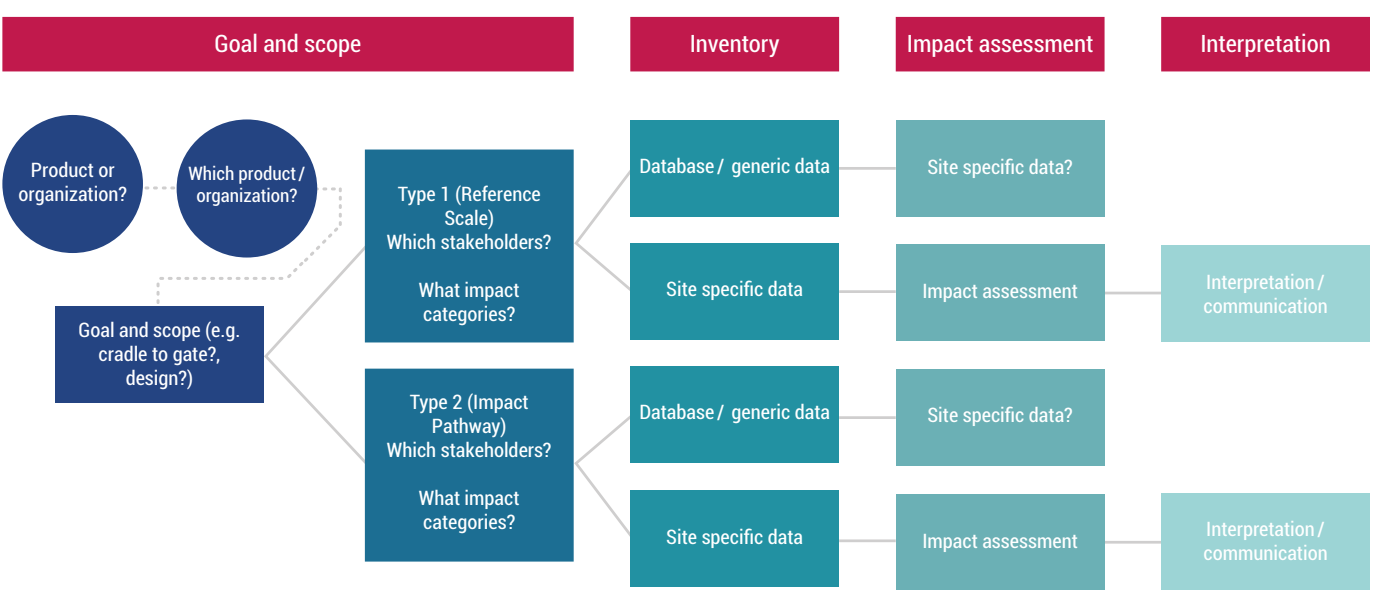 Goal and scope
Inventory
Impact assessment
Interpretation
Product or
organization?
Which product /
organization?
Goal and scope (e.g.
cradle to gate?,
design?)
Type 1 (Reference
Scale)
Which stakeholders?
What impact
categories?
Type 2 (Impact
Pathway)
Which stakeholders?
What impact
categories?
Database / generic data
Site specific data?
Site specific data
Impact assessment
Interpretation /
communication
Database / generic data
Site specific data?
Site specific data
Impact assessment
Interpretation /
communication